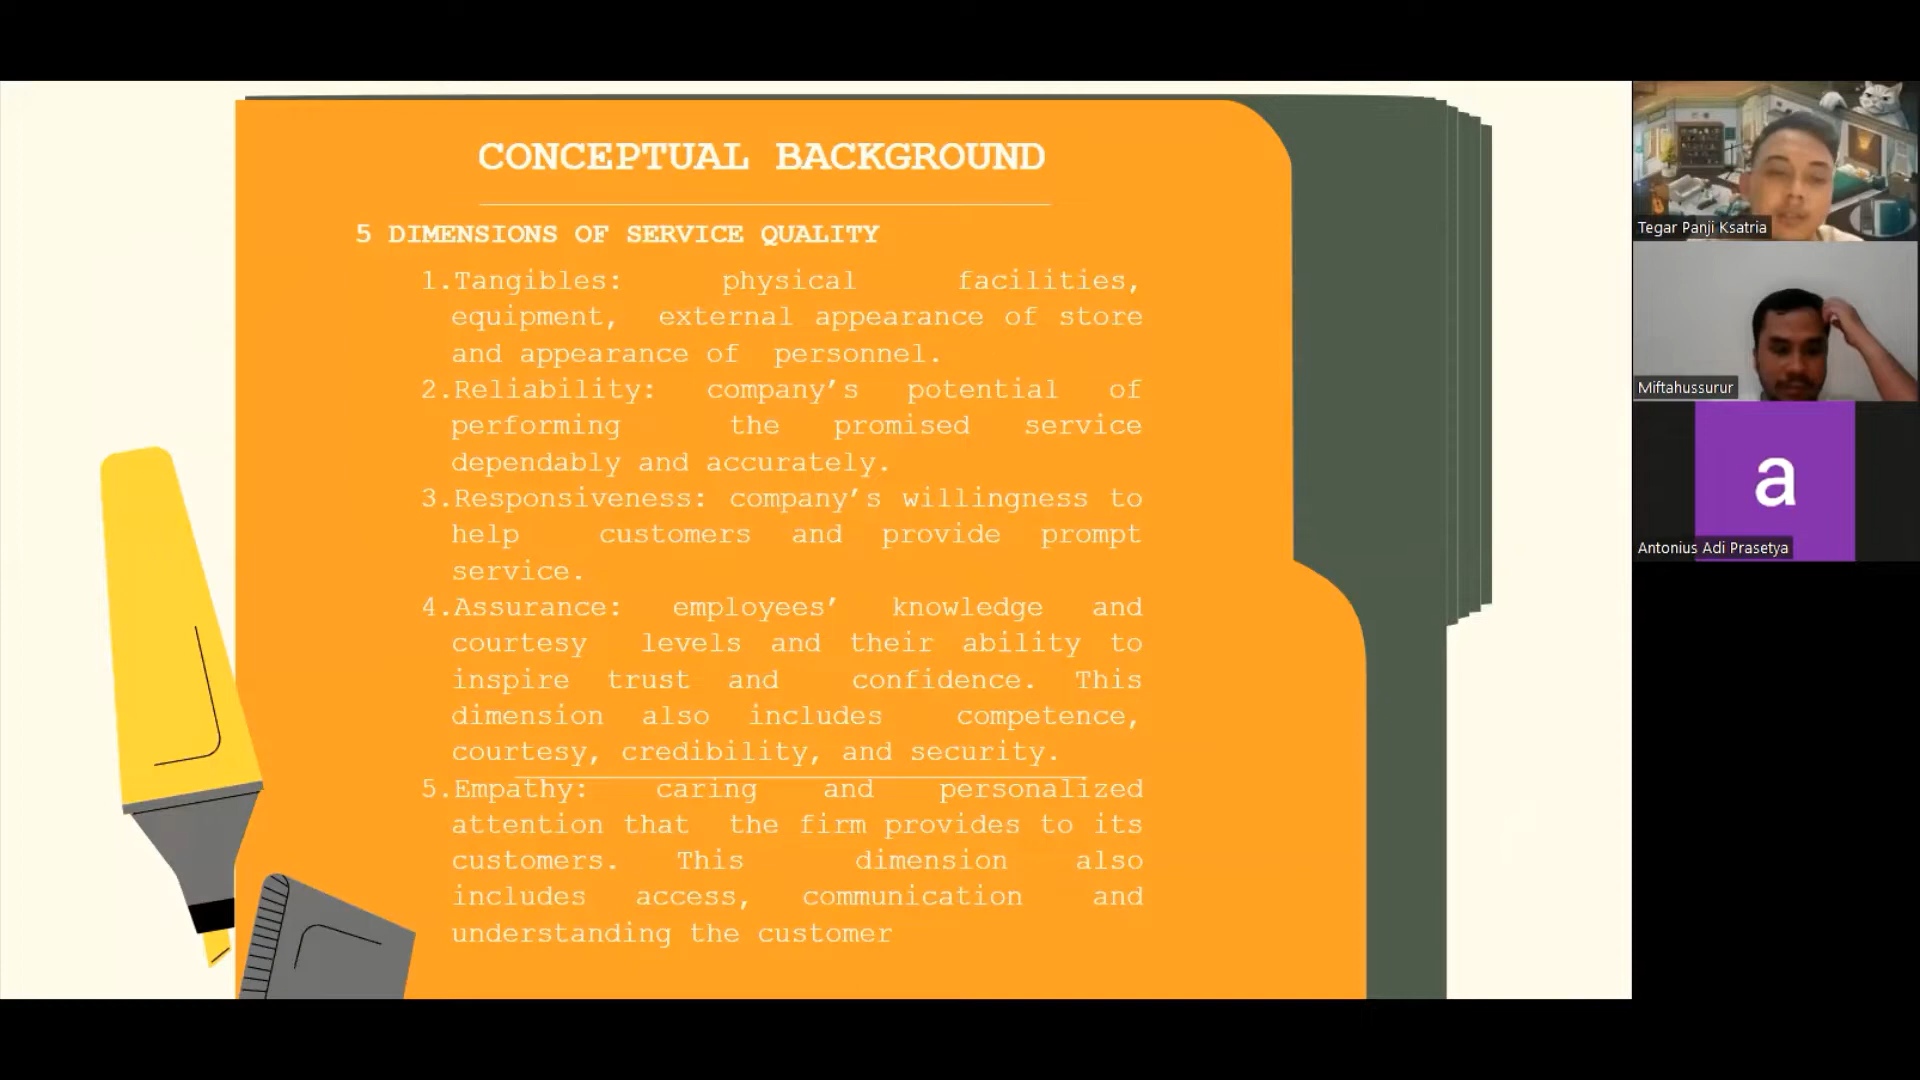 CONCEPTUAL BACKGROUND
5 DIMENSIONS OF SERVICE QUALITY
1.Tangibles: physical facilities,
equipment, external appearance of store
and appearance of personnel.
2.Reliability: company’s potential of
performing the promised service
dependably and accurately.
3.Responsiveness: company’s willingness to
help customers and provide prompt
service.
4.Assurance: employees’ knowledge and
courtesy levels and their ability to
inspire trust and confidence. This
dimension also includes competence,
courtesy, credibility, and security.
5.Empathy: caring and personalized
attention that the firm provides to its
customers. This dimension also
includes access, communication and
understanding the customer
Tegar Panji Ksatria
Miftahussurur
a
Antonius Adi Prasetya